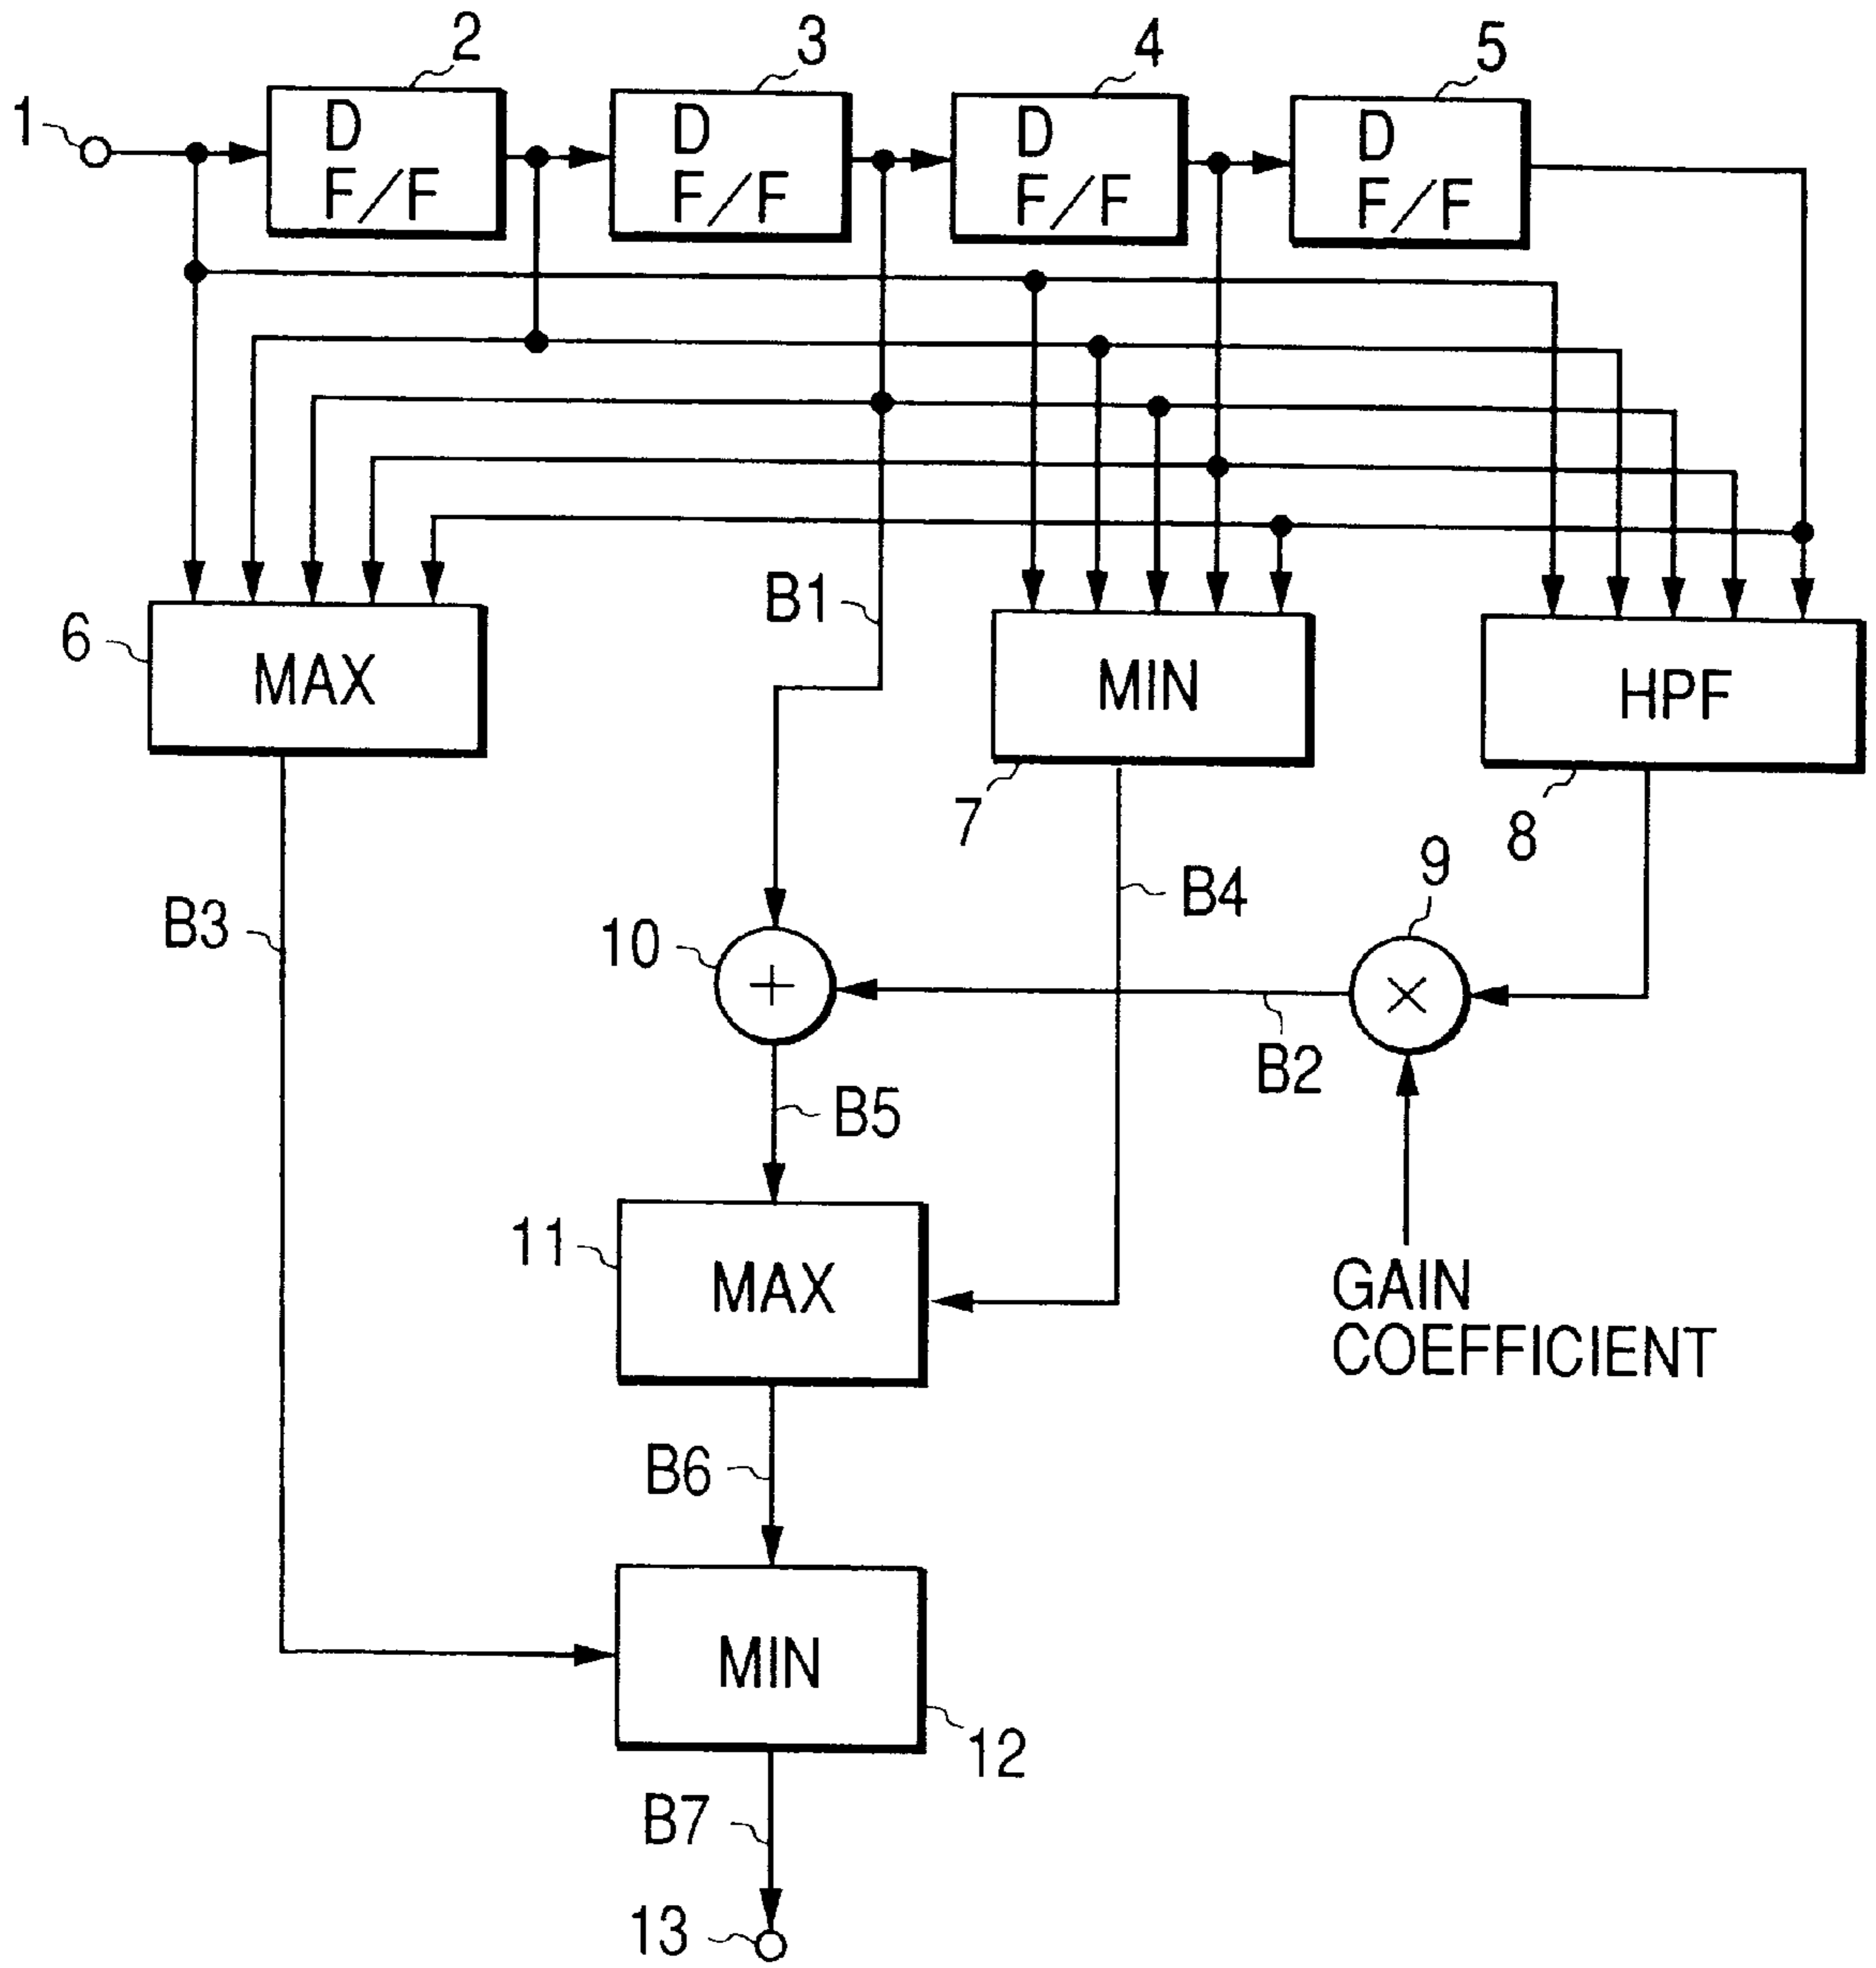 2
3
4
5
1
D
F/F
D
F/F
D
F/F
D
F/F
6
MAX
B1
MIN
HPF
7
8
B3
10
+
B4
9
×
B2
B5
11
MAX
GAIN
COEFFICIENT
B6
MIN
12
B7
13